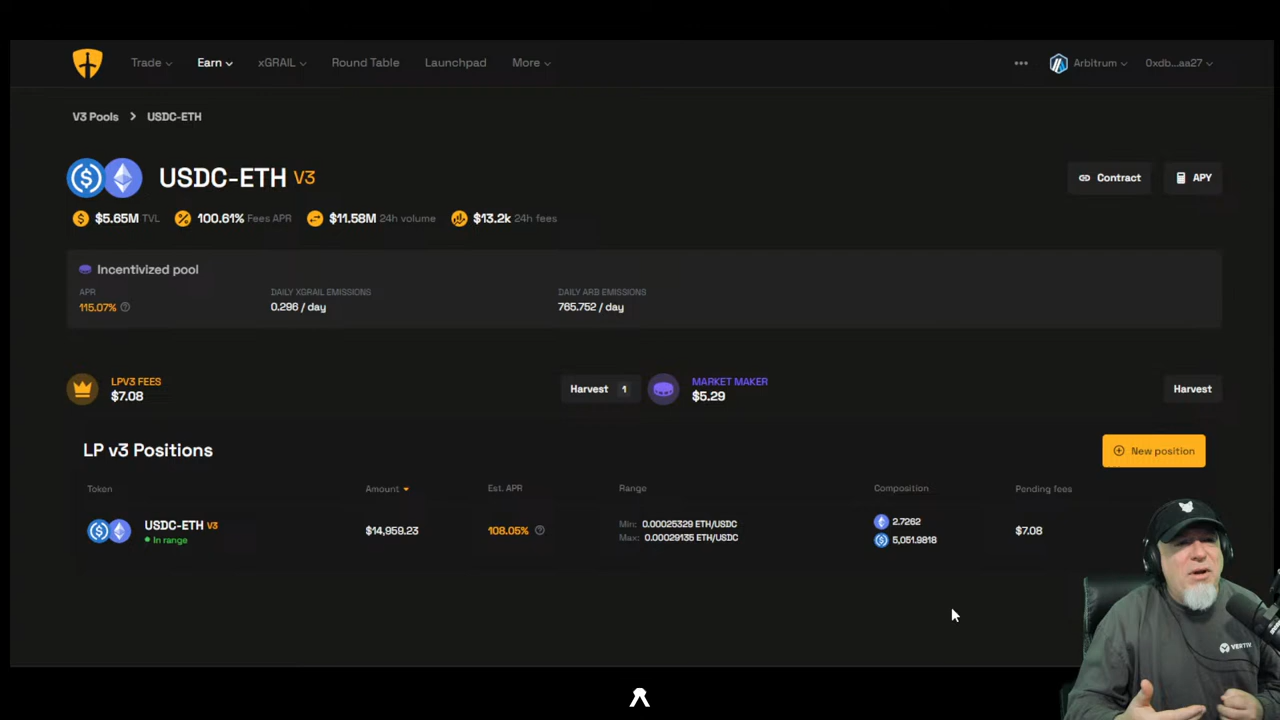 Trade Earn xGRAIL Round Table Launchpad More ••• Arbitrum 0xdb...aa27
V3 Pools > USDC-ETH
USDC-ETH V3
Contract APY
$5.65M TVL 100.61% Fees APR $11.58M 24h volume $13.2k 24h fees
Incentivized pool
APR DAILY XGRAIL EMISSIONS DAILY ARB EMISSIONS
115.07% 0.296 / day 765.752 / day
LPV3 FEES
$7.08
Harvest 1
MARKET MAKER
$5.29
Harvest
LP v3 Positions
New position
Token Amount Est. APR Range Composition Pending fees
USDC-ETH V3
In range
$14,959.23
108.05%
Min: 0.00025329 ETH/USDC
Max: 0.00029135 ETH/USDC
2.7262
5,051.9818
$7.08
VERTIV